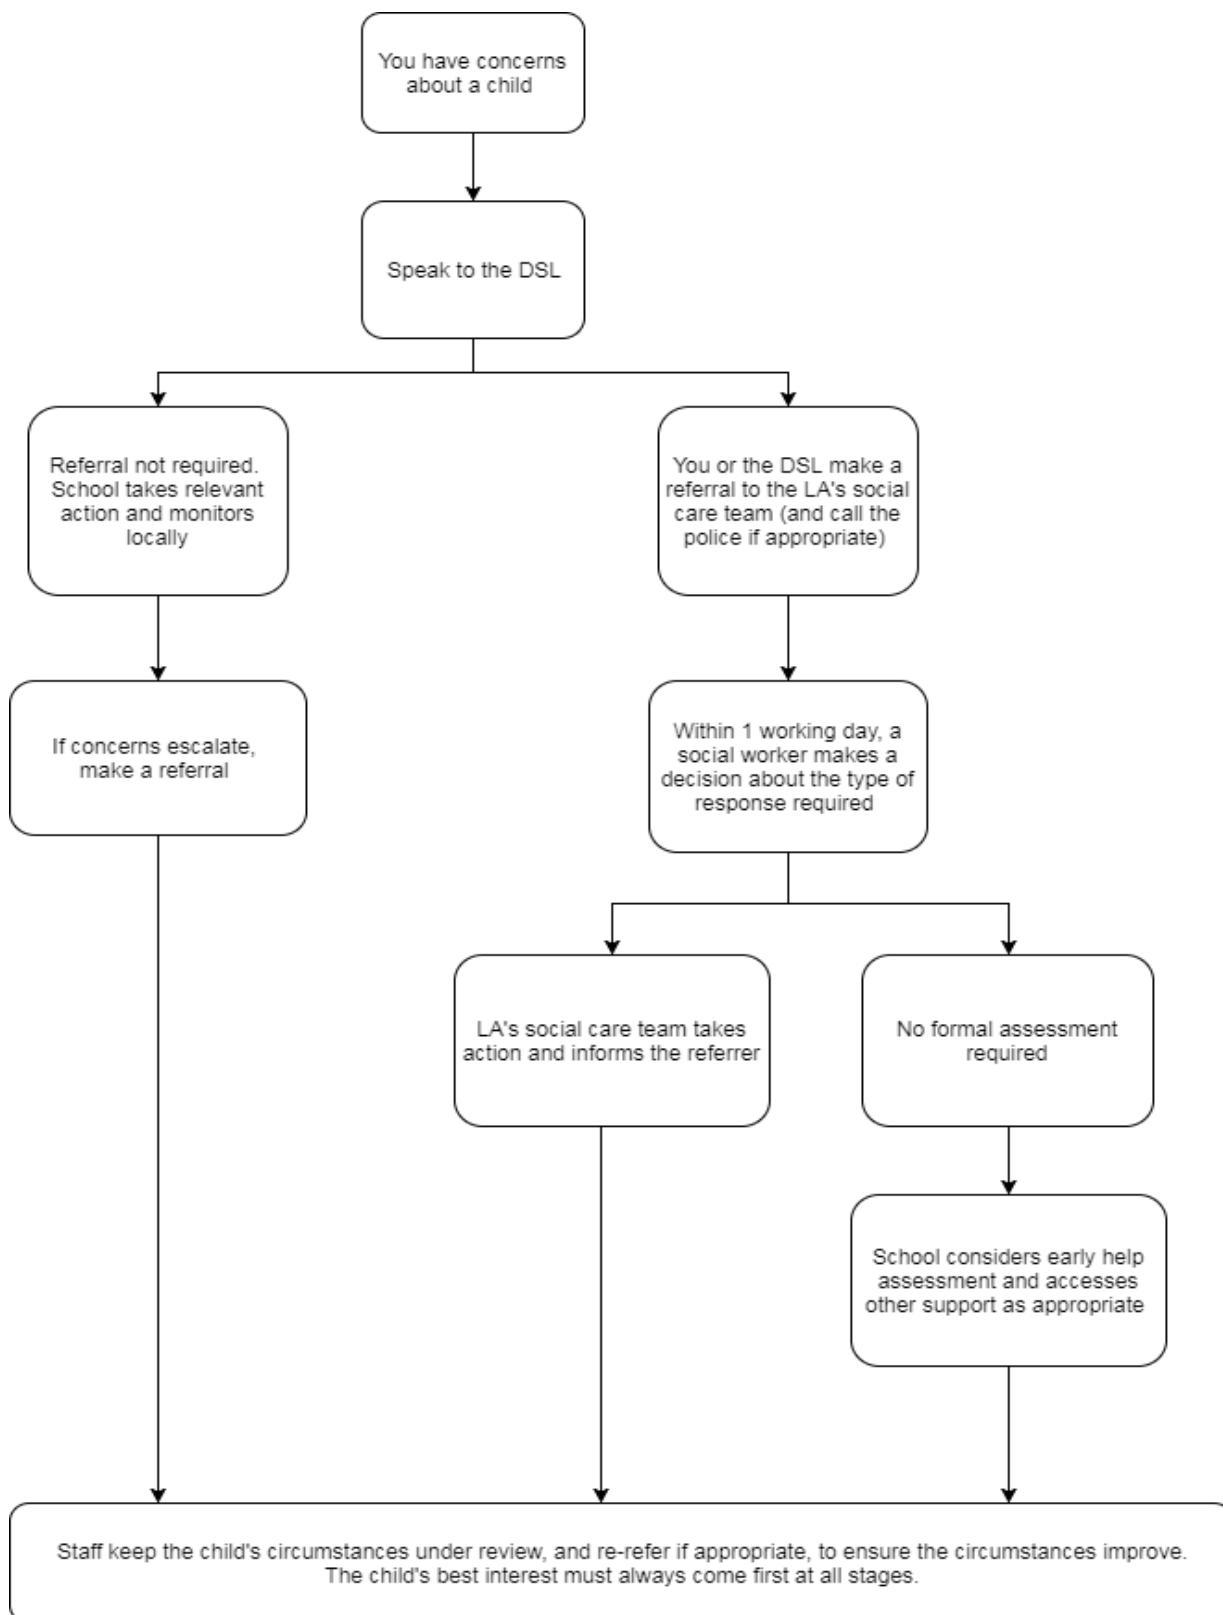 You have concerns
about a child
Speak to the DSL
Referral not required.
School takes relevant
action and monitors
locally
You or the DSL make a
referral to the LA's social
care team (and call the
police if appropriate)
If concerns escalate,
make a referral
Within 1 working day, a
social worker makes a
decision about the type of
response required
LA's social care team takes
action and informs the referrer
No formal assessment
required
School considers early help
assessment and accesses
other support as appropriate
Staff keep the child's circumstances under review, and re-refer if appropriate, to ensure the circumstances improve.
The child's best interest must always come first at all stages.